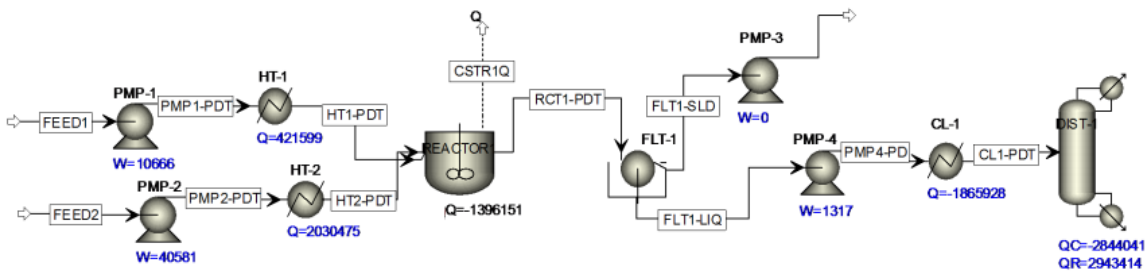 Q
PMP-3
CSTR1Q
PMP-1
HT-1
PMP1-PDT
RCT1-PDT
FLT1-SLD
HT1-PDT
FEED1
W=0
FLT-1
PMP-4
CL-1
DIST-1
Q=421599
REACTOR1
PMP4-PD
CL1-PDT
W=10666
PMP-2
HT-2
PMP2-PDT
HT2-PDT
FEED2
Q=-1396151
FLT1-LIQ
W=1317
Q=-1865928
Q=2030475
W=40581
QC=-2844041
QR=2943414